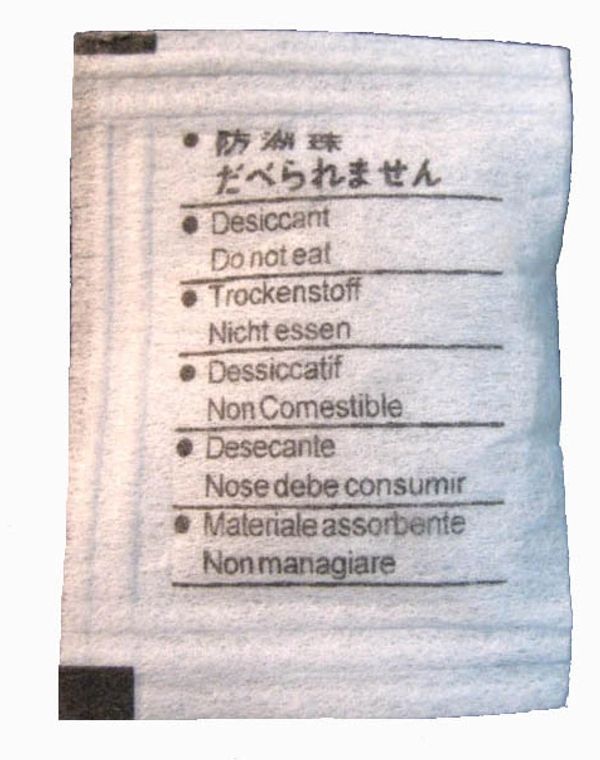 ● 防潮珠
だべられません
● Desiccant
Do not eat
● Trockenstoff
Nicht essen
● Dessiccatif
Non Comestible
● Desecante
Nose debe consumir
● Materiale assorbente
Non managiare